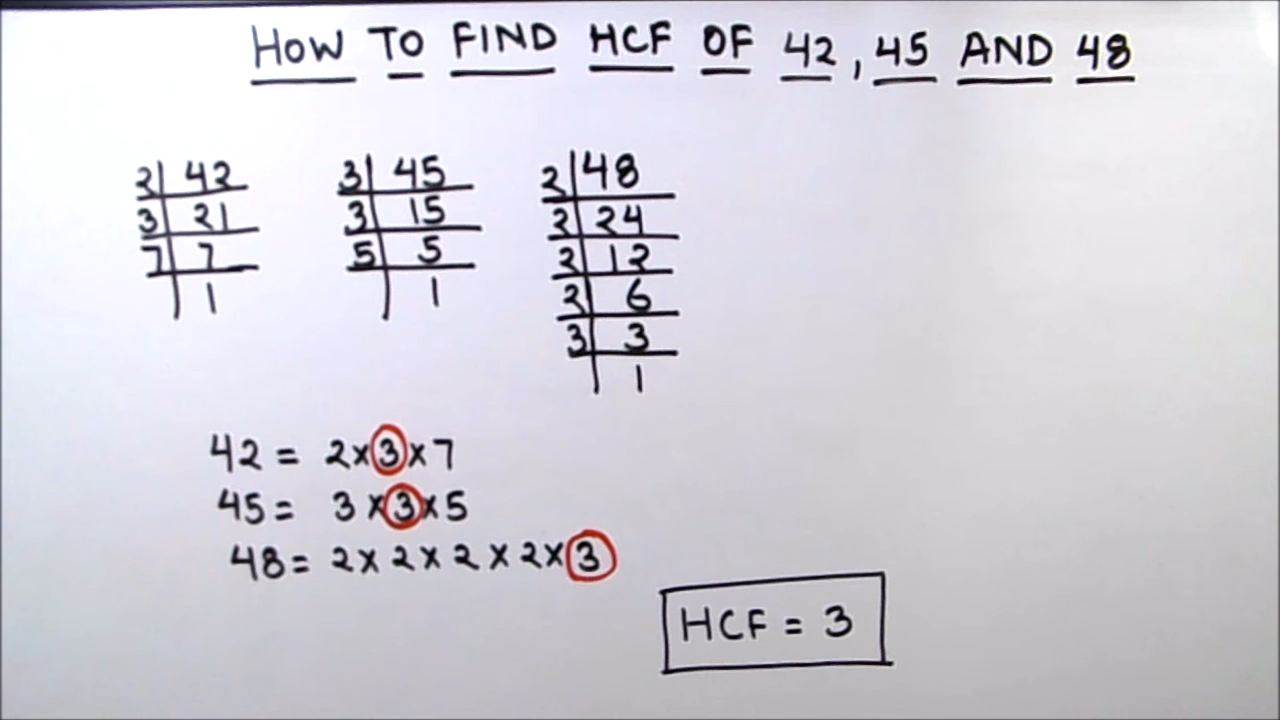 HOW TO FIND HCF OF 42, 45 AND 48
2 42
3 21
7 7
1
3 45
3 15
5 5
1
2 48
2 24
2 12
2 6
3 3
1
42 = 2×3×7
45 = 3×3×5
48 = 2×2×2×2×3
HCF = 3